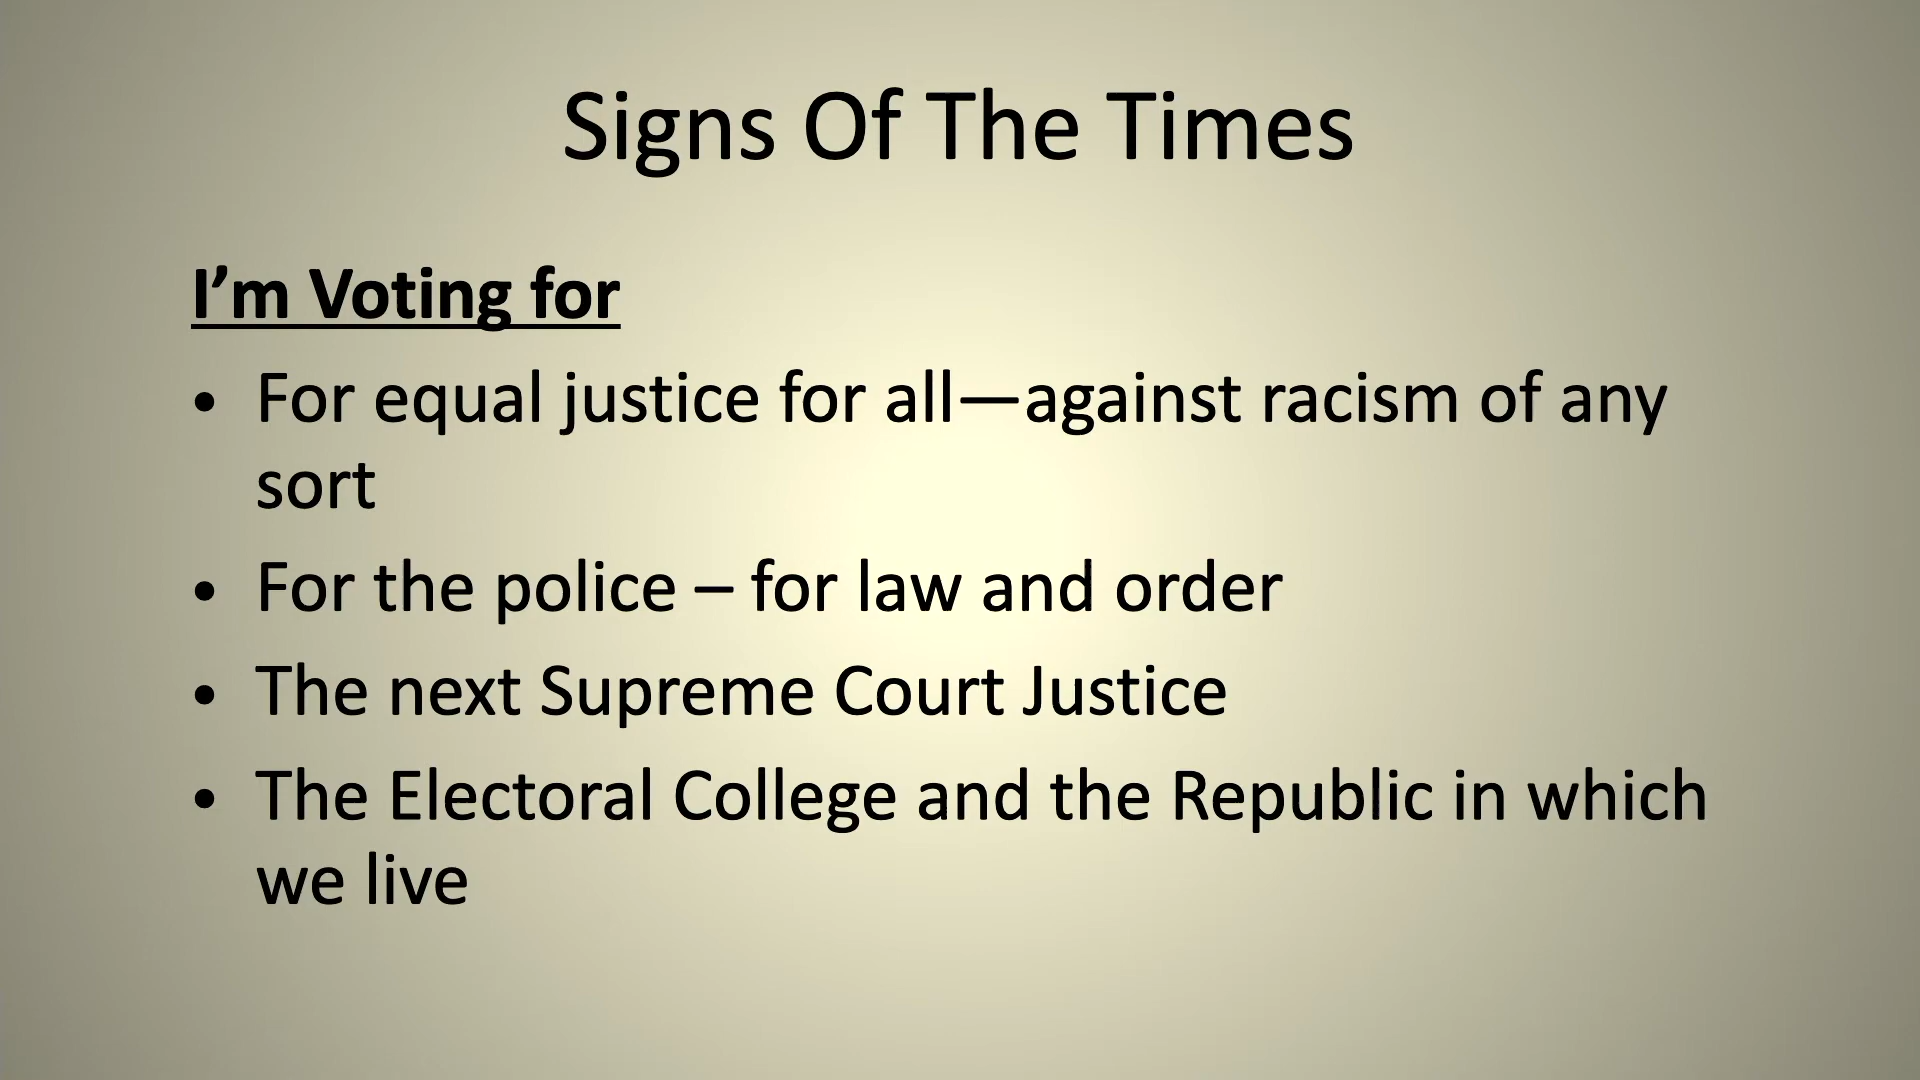 Signs Of The Times
I’m Voting for
• For equal justice for all—against racism of any
sort
• For the police – for law and order
• The next Supreme Court Justice
• The Electoral College and the Republic in which
we live